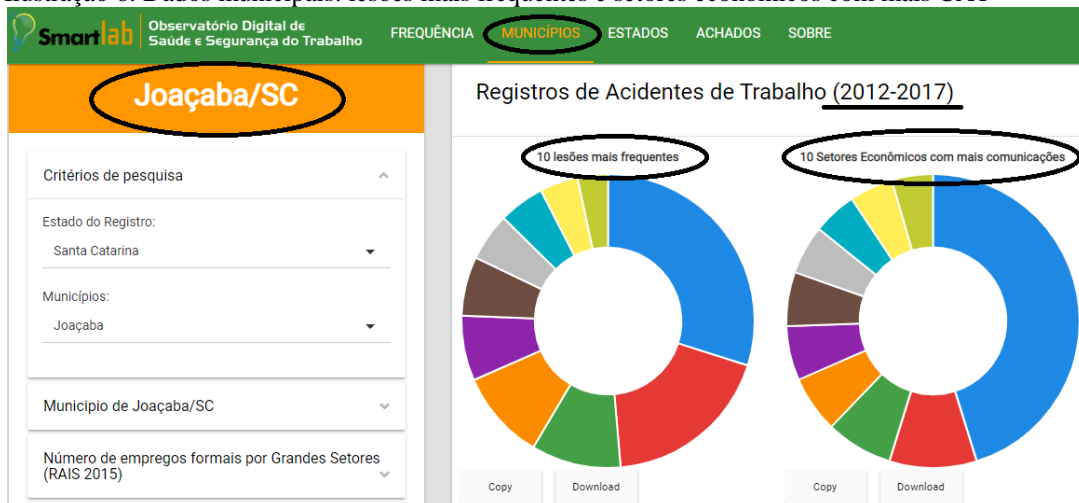 Ilustração 6: Dados municipais: lesões mais frequentes e setores econômicos com mais CAT
Smartlab Observatório Digital de
Saúde e Segurança do Trabalho
FREQUÊNCIA MUNICÍPIOS ESTADOS ACHADOS SOBRE
Joaçaba/SC
Critérios de pesquisa
Estado do Registro:
Santa Catarina
Municípios:
Joaçaba
Municipio de Joaçaba/SC
Número de empregos formais por Grandes Setores
(RAIS 2015)
Registros de Acidentes de Trabalho (2012-2017)
10 lesões mais frequentes
10 Setores Econômicos com mais comunicações
Copy Download
Copy Download